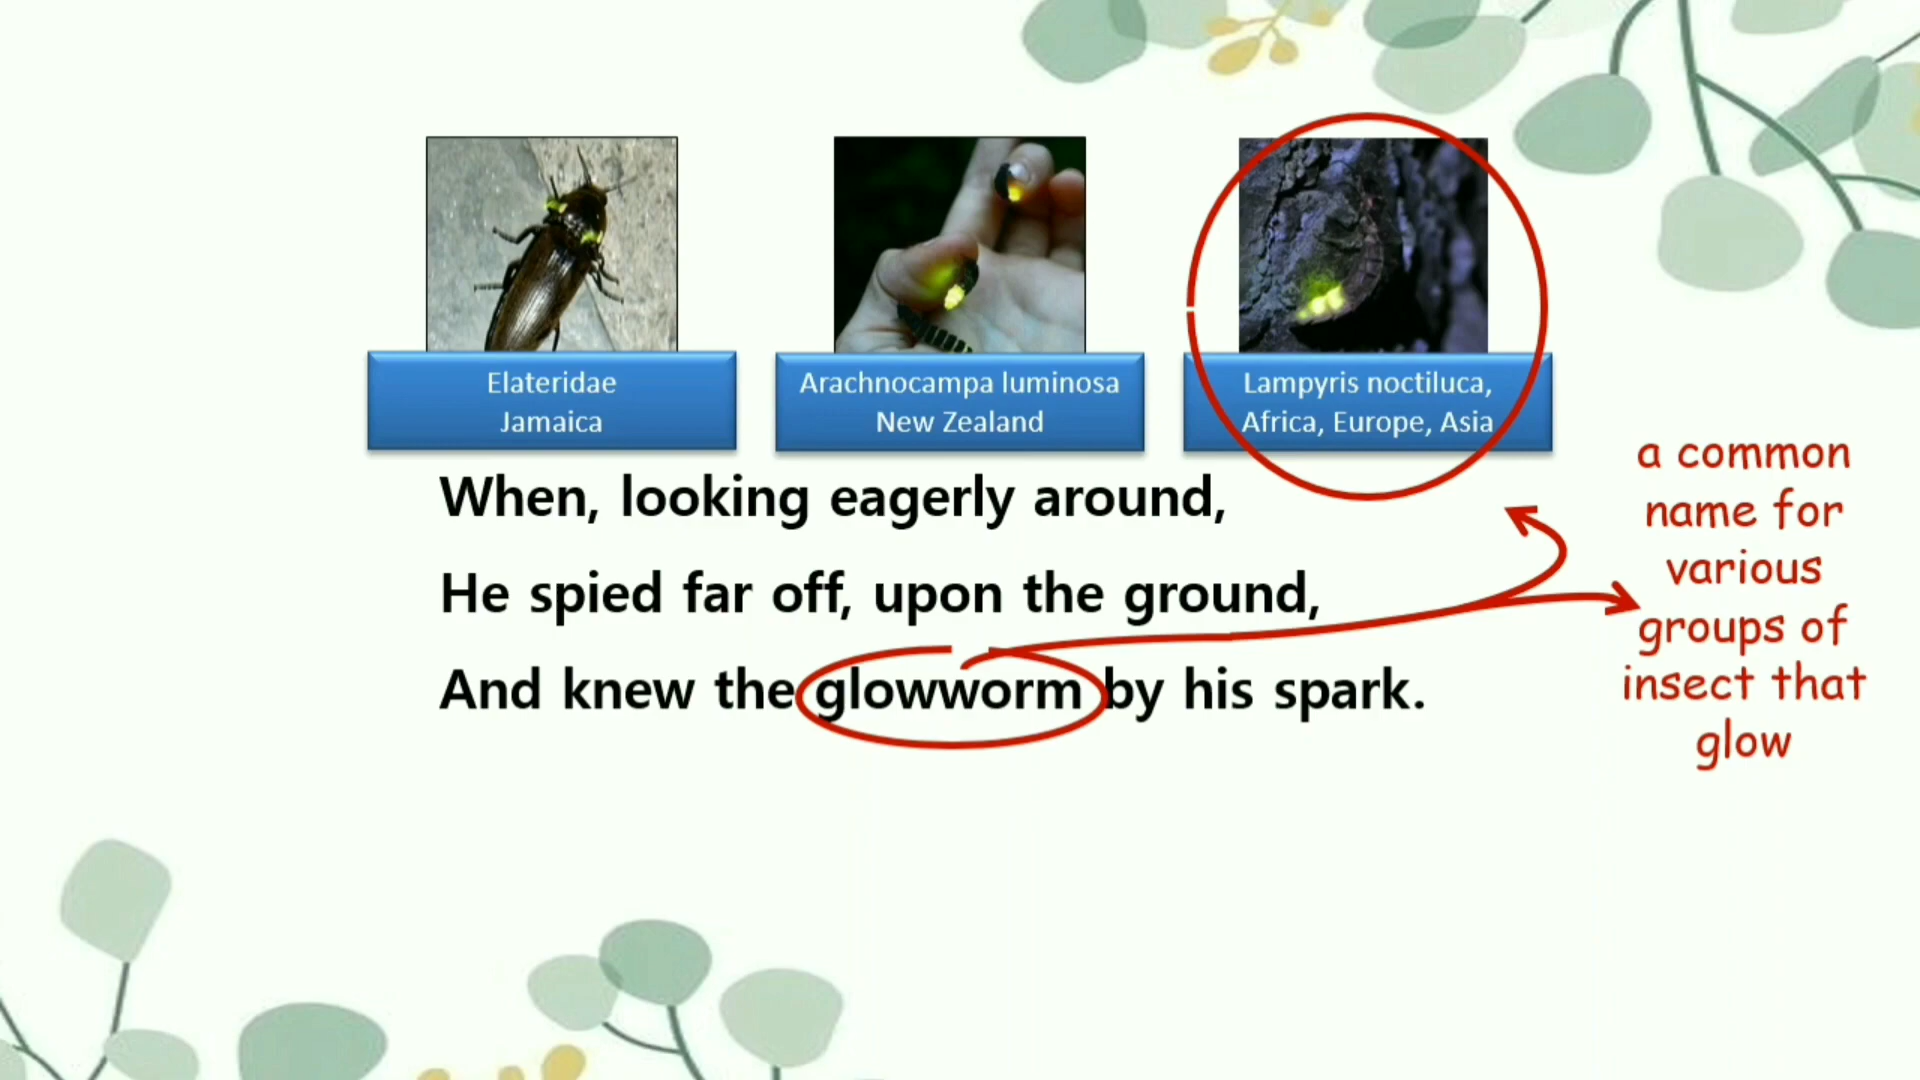 Elateridae
Jamaica
Arachnocampa luminosa
New Zealand
Lampyris noctiluca,
Africa, Europe, Asia
When, looking eagerly around,
He spied far off, upon the ground,
And knew the glowworm by his spark.
a common
name for
various
groups of
insect that
glow